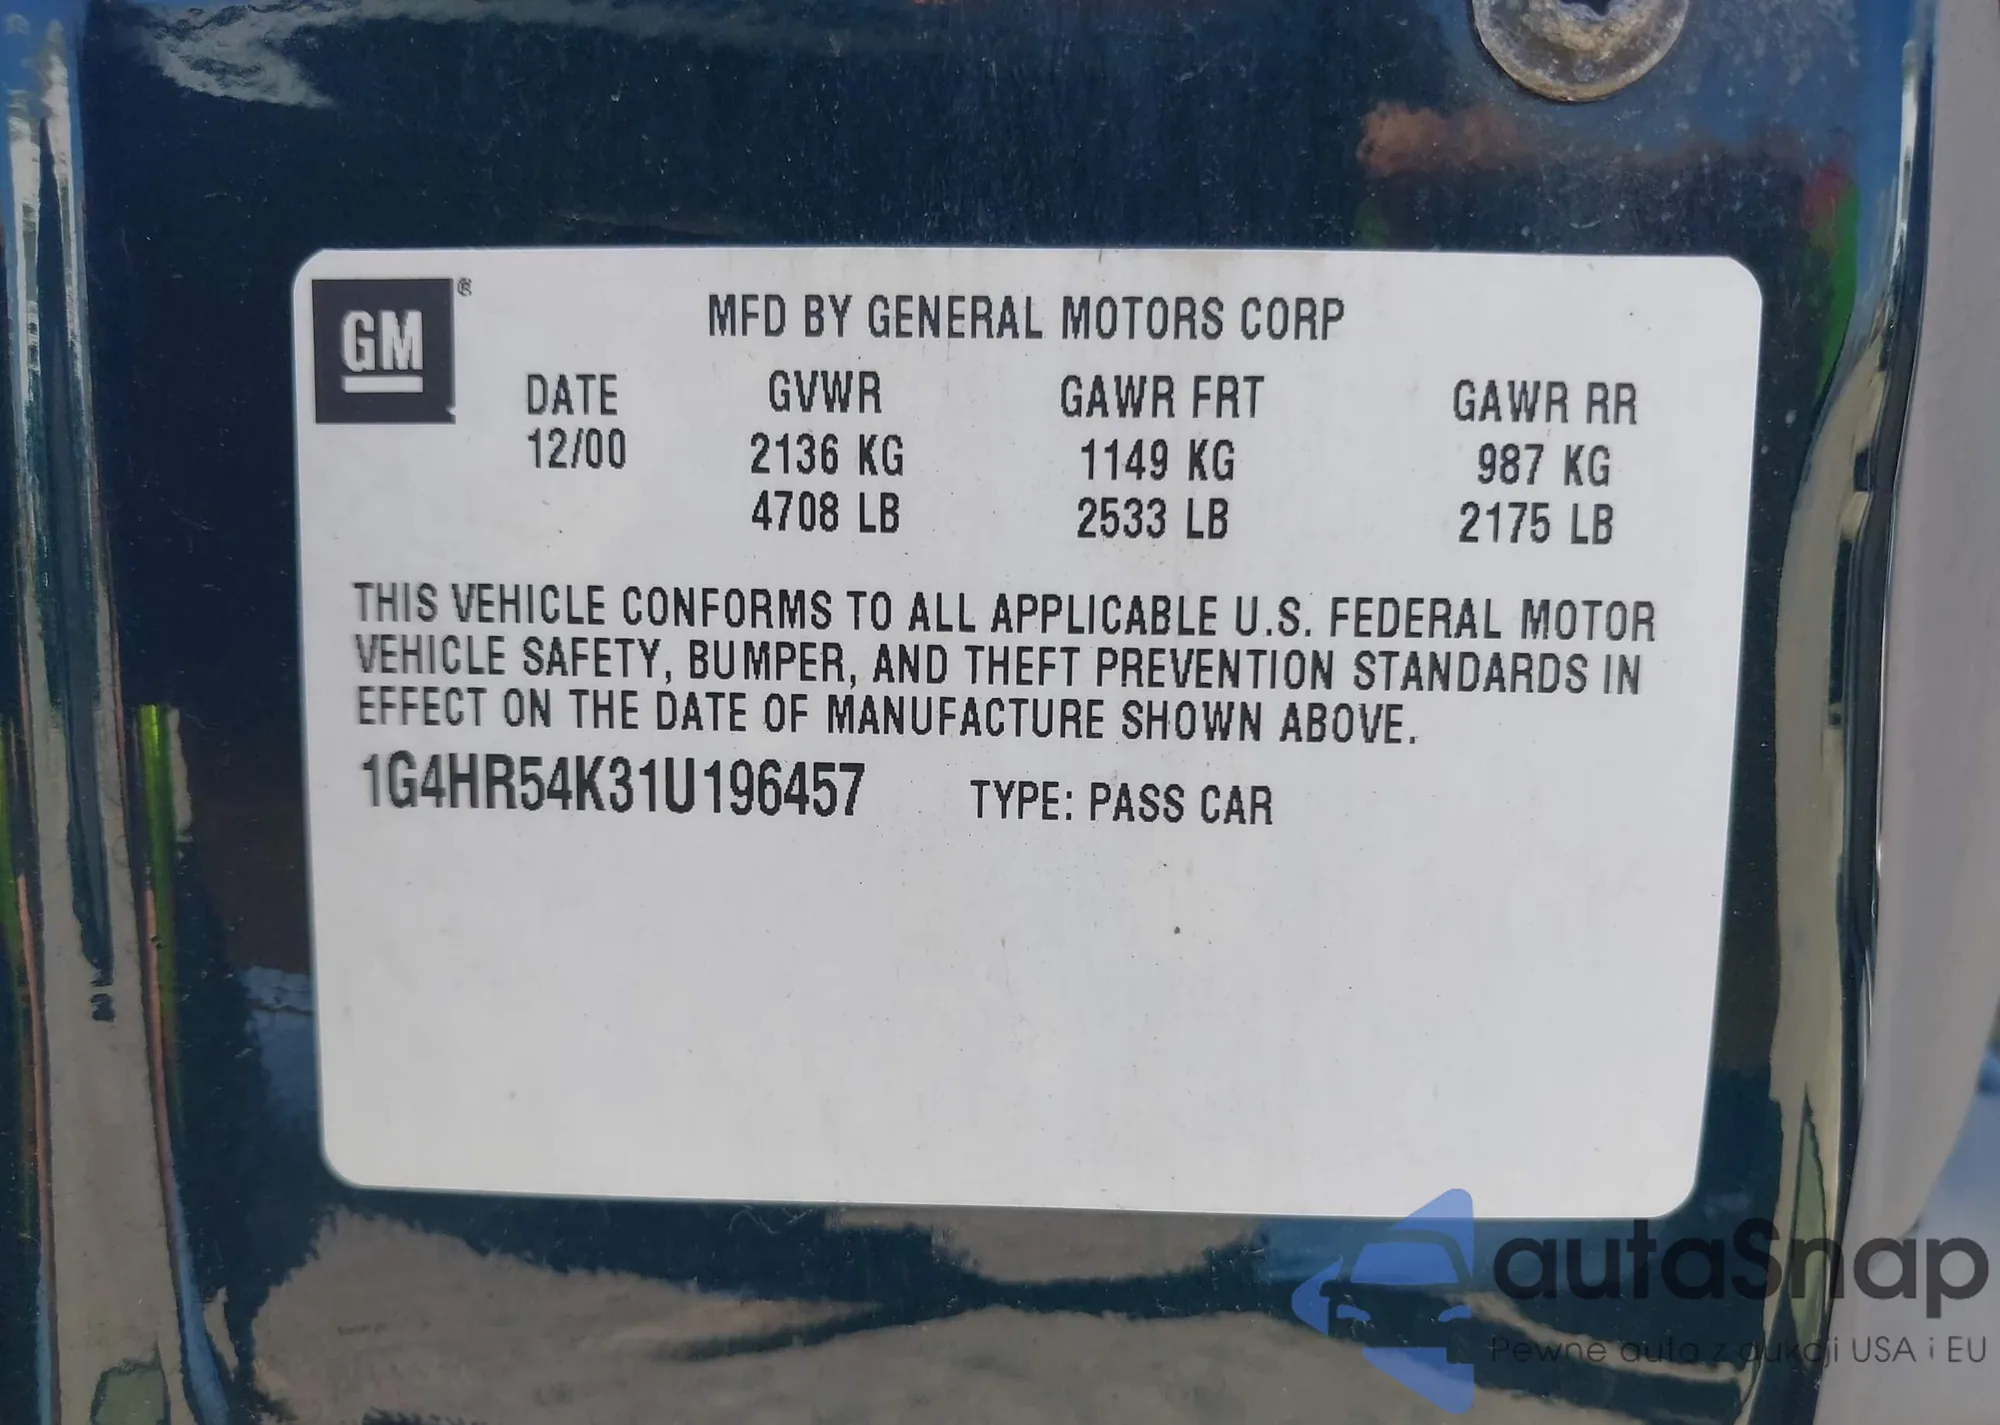 GM®
MFD BY GENERAL MOTORS CORP
DATE GVWR GAWR FRT GAWR RR
12/00 2136 KG 1149 KG 987 KG
4708 LB 2533 LB 2175 LB
THIS VEHICLE CONFORMS TO ALL APPLICABLE U.S. FEDERAL MOTOR
VEHICLE SAFETY, BUMPER, AND THEFT PREVENTION STANDARDS IN
EFFECT ON THE DATE OF MANUFACTURE SHOWN ABOVE.
1G4HR54K31U196457 TYPE: PASS CAR
autaSnap
Pewne auta z aukcji USA i EU